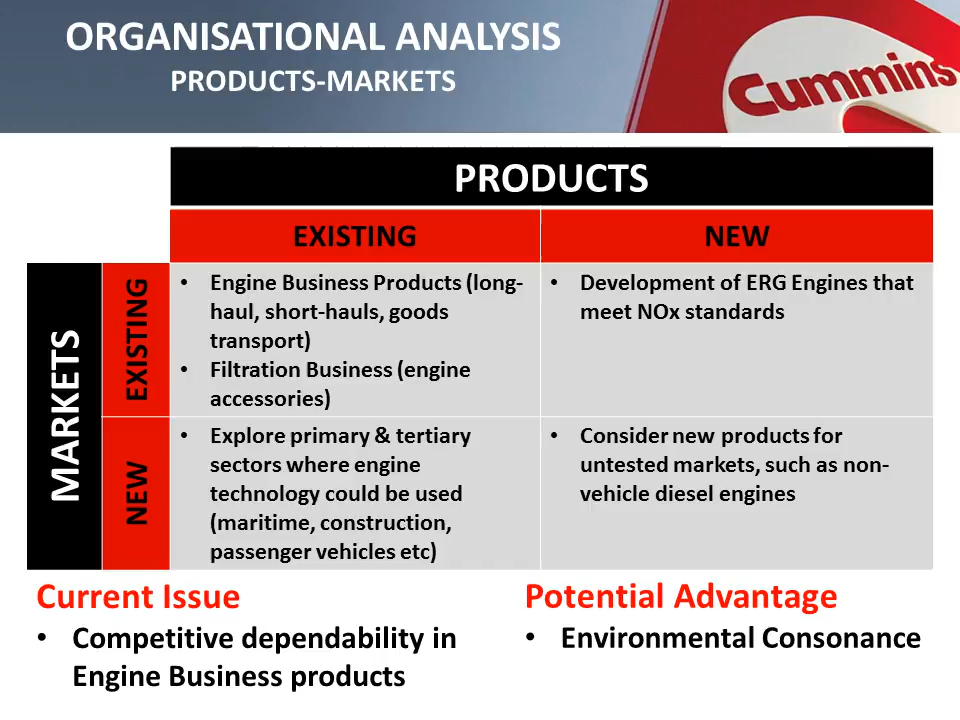 ORGANISATIONAL ANALYSIS
PRODUCTS-MARKETS
Cummins
PRODUCTS
EXISTING
NEW
MARKETS
EXISTING
• Engine Business Products (long-
haul, short-hauls, goods
transport)
• Filtration Business (engine
accessories)
• Development of ERG Engines that
meet NOx standards
NEW
• Explore primary & tertiary
sectors where engine
technology could be used
(maritime, construction,
passenger vehicles etc)
• Consider new products for
untested markets, such as non-
vehicle diesel engines
Current Issue
• Competitive dependability in
Engine Business products
Potential Advantage
• Environmental Consonance